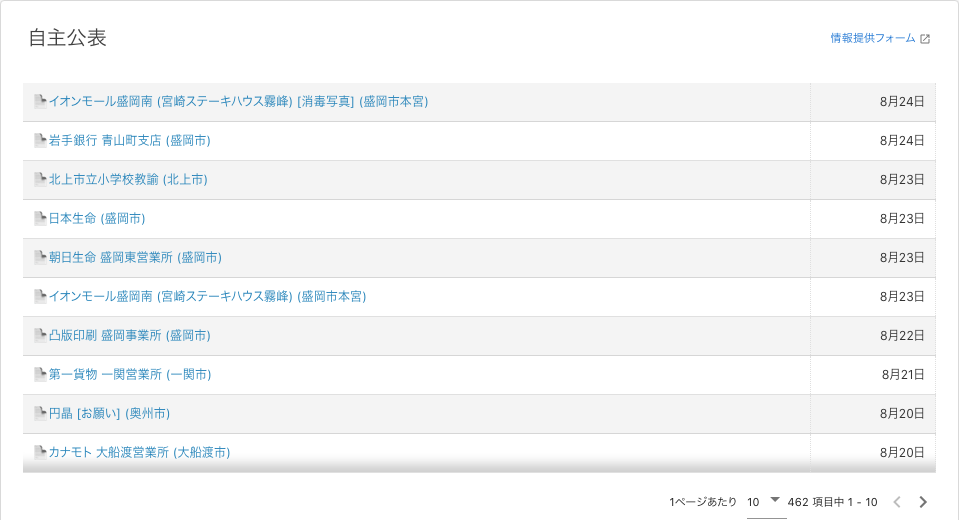 自主公表
情報提供フォーム
イオンモール盛岡南 (宮崎ステーキハウス霧峰) [消毒写真] (盛岡市本宮) 8月24日
岩手銀行 青山町支店 (盛岡市) 8月24日
北上市立小学校教諭 (北上市) 8月23日
日本生命 (盛岡市) 8月23日
朝日生命 盛岡東営業所 (盛岡市) 8月23日
イオンモール盛岡南 (宮崎ステーキハウス霧峰) (盛岡市本宮) 8月23日
凸版印刷 盛岡事業所 (盛岡市) 8月22日
第一貨物 一関営業所 (一関市) 8月21日
円晶 [お願い] (奥州市) 8月20日
カナモト 大船渡営業所 (大船渡市) 8月20日
1ページあたり 10 462 項目中 1 - 10